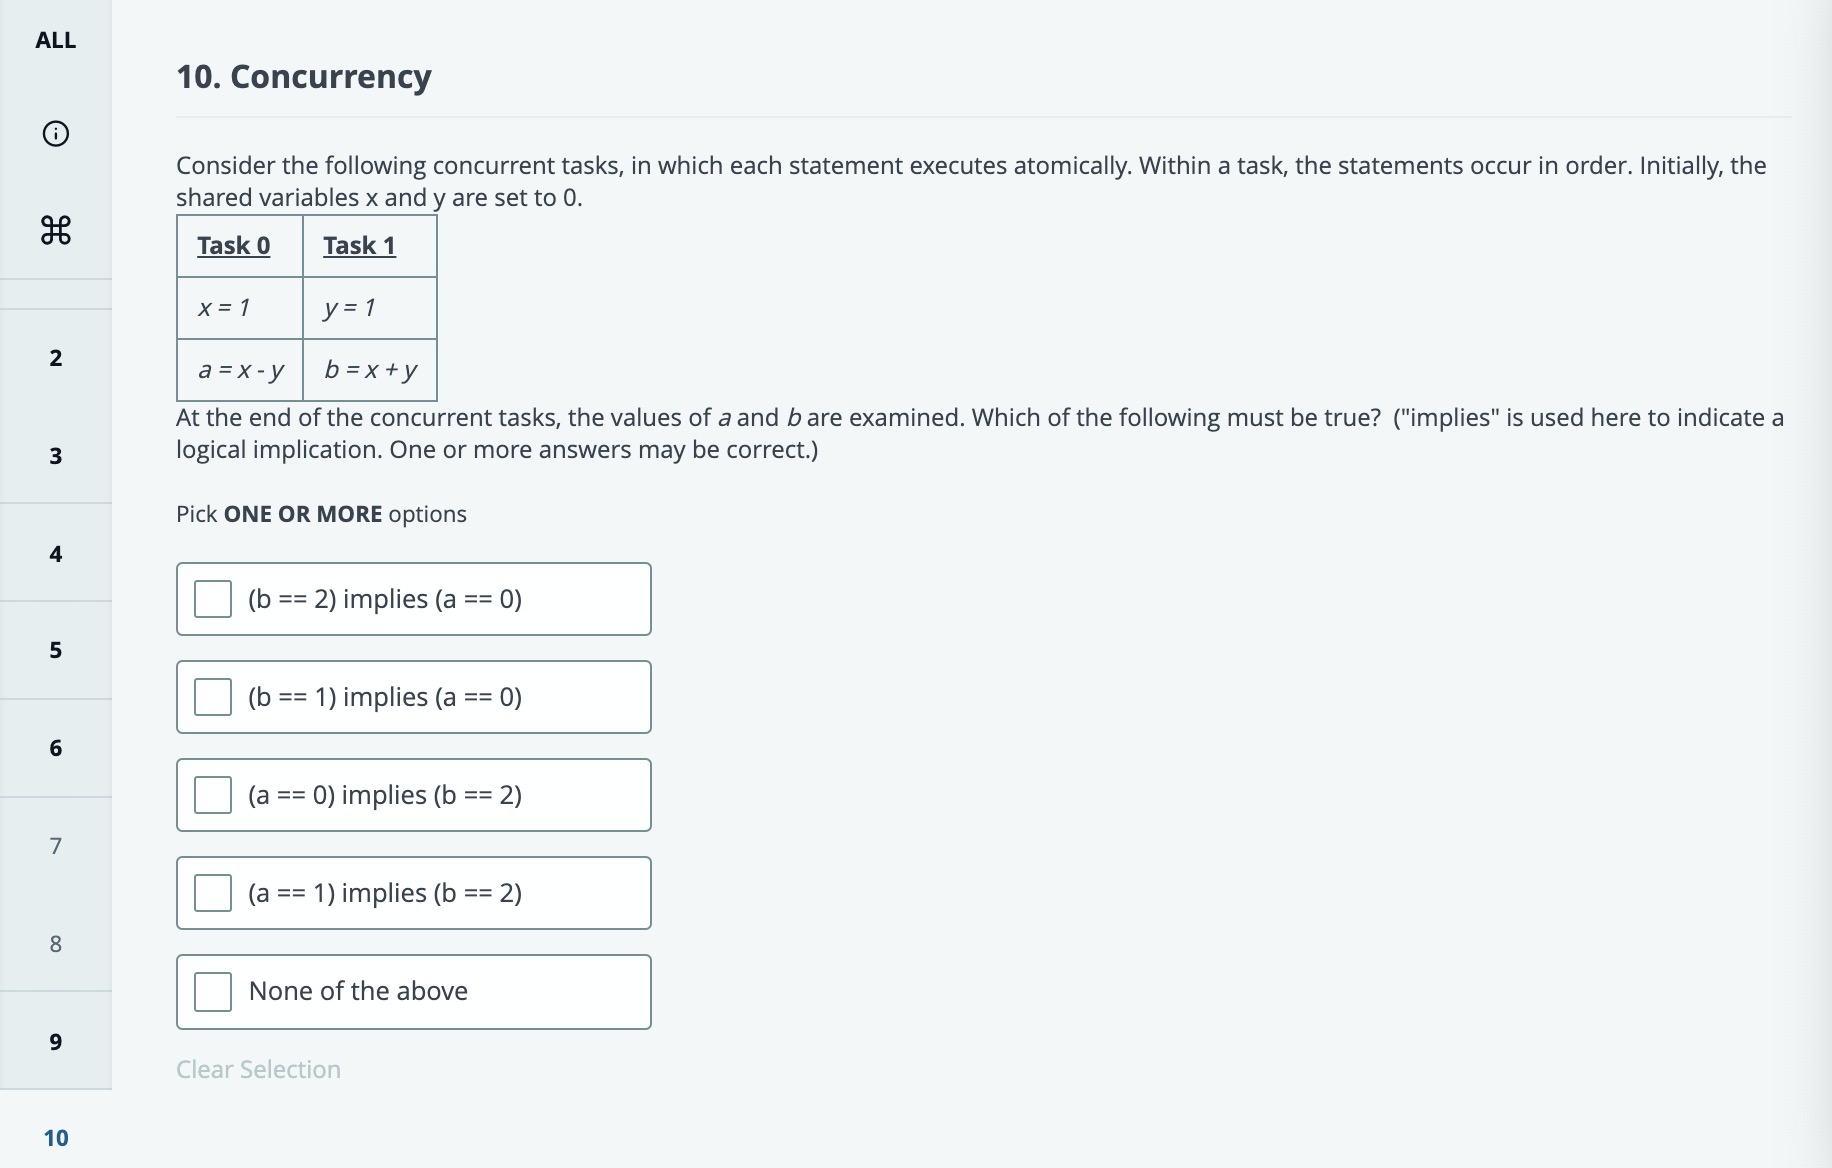 ALL
2
3
4
5
6
7
8
9
10
10. Concurrency
Consider the following concurrent tasks, in which each statement executes atomically. Within a task, the statements occur in order. Initially, the
shared variables x and y are set to 0.
Task 0 Task 1
x = 1 y = 1
a = x - y b = x + y
At the end of the concurrent tasks, the values of a and b are examined. Which of the following must be true? ("implies" is used here to indicate a
logical implication. One or more answers may be correct.)
Pick ONE OR MORE options
(b == 2) implies (a == 0)
(b == 1) implies (a == 0)
(a == 0) implies (b == 2)
(a == 1) implies (b == 2)
None of the above
Clear Selection